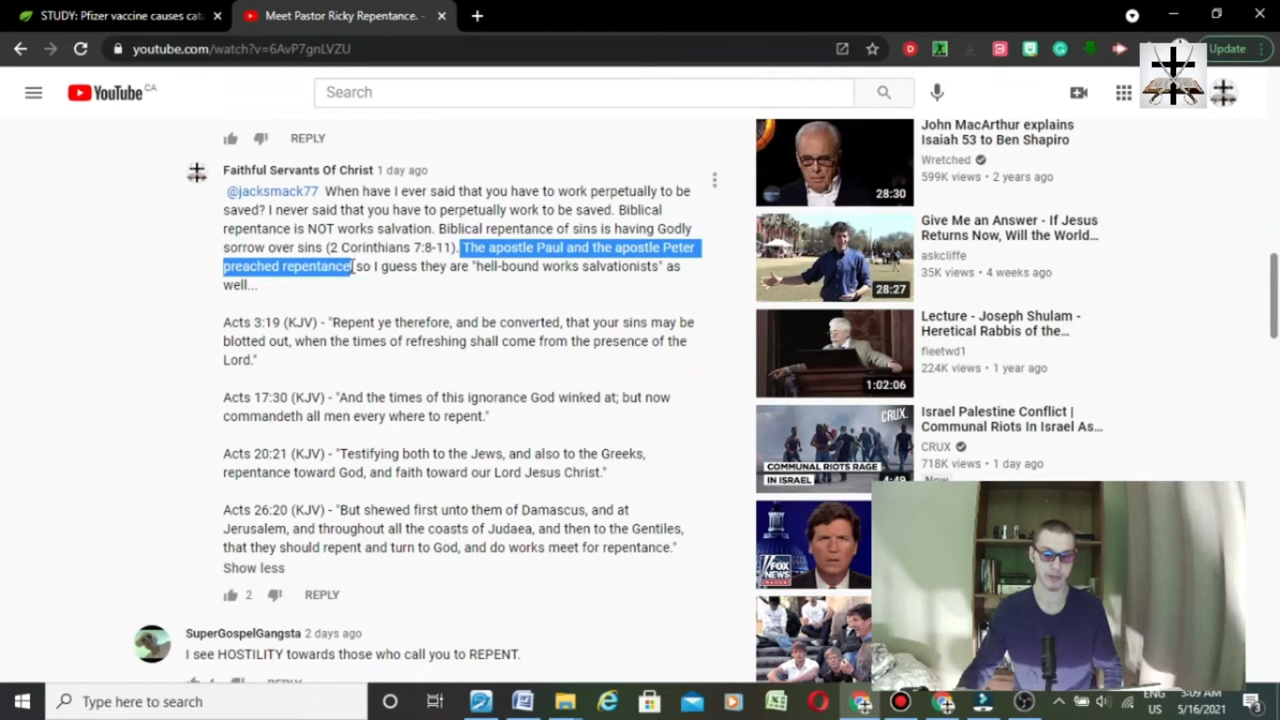 STUDY: Pfizer vaccine causes cata
Meet Pastor Ricky Repentance. -
youtube.com/watch?v=6AvP7gnLVZU
Update
YouTube CA
Search
REPLY
Faithful Servants Of Christ 1 day ago
@jacksmack77 When have I ever said that you have to work perpetually to be
saved? I never said that you have to perpetually work to be saved. Biblical
repentance is NOT works salvation. Biblical repentance of sins is having Godly
sorrow over sins (2 Corinthians 7:8-11). The apostle Paul and the apostle Peter
preached repentance so I guess they are "hell-bound works salvationists" as
well...
Acts 3:19 (KJV) - "Repent ye therefore, and be converted, that your sins may be
blotted out, when the times of refreshing shall come from the presence of the
Lord."
Acts 17:30 (KJV) - "And the times of this ignorance God winked at; but now
commandeth all men every where to repent."
Acts 20:21 (KJV) - "Testifying both to the Jews, and also to the Greeks,
repentance toward God, and faith toward our Lord Jesus Christ."
Acts 26:20 (KJV) - "But shewed first unto them of Damascus, and at
Jerusalem, and throughout all the coasts of Judaea, and then to the Gentiles,
that they should repent and turn to God, and do works meet for repentance."
Show less
2 REPLY
SuperGospelGangsta 2 days ago
I see HOSTILITY towards those who call you to REPENT.
John MacArthur explains
Isaiah 53 to Ben Shapiro
Wretched
599K views • 2 years ago
28:30
Give Me an Answer - If Jesus
Returns Now, Will the World...
askcliffe
35K views • 4 weeks ago
28:27
Lecture - Joseph Shulam -
Heretical Rabbis of the...
fleetwd1
224K views • 1 year ago
1:02:06
Israel Palestine Conflict |
Communal Riots In Israel As...
CRUX
718K views • 1 day ago
CRUX.
COMMUNAL RIOTS RAGE
IN ISRAEL
4:49
FOX
NEWS
channel
Type here to search
ENG
US
3:09 AM
5/16/2021
3